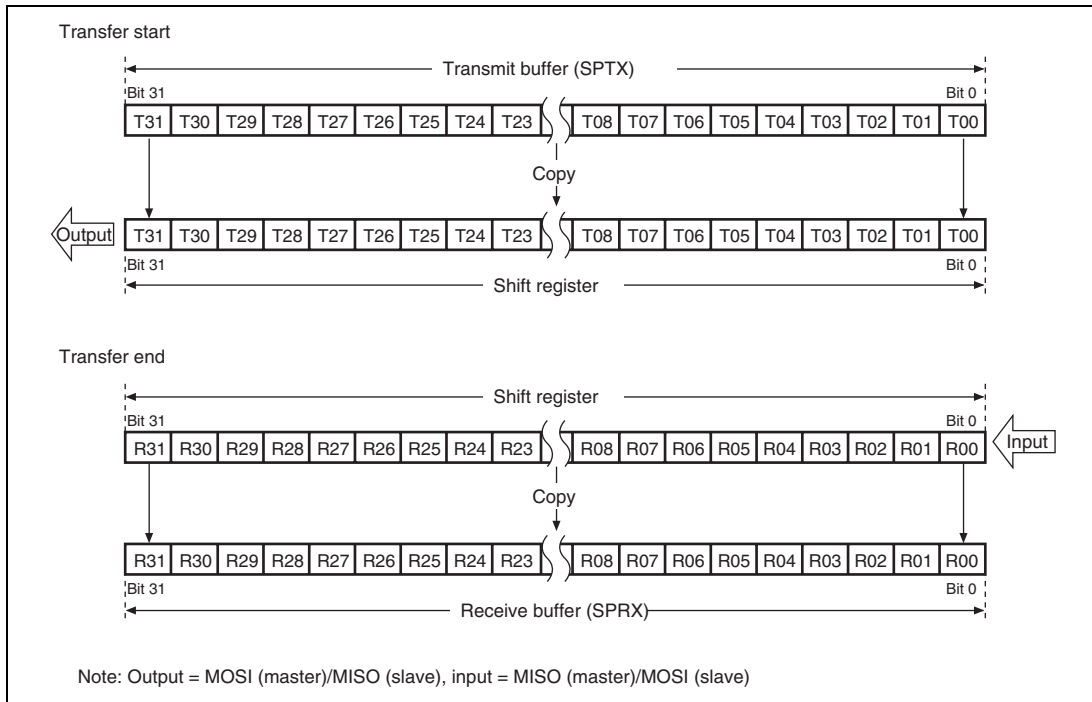 Transfer start
Transmit buffer (SPTX)
Bit 31 Bit 0
T31 T30 T29 T28 T27 T26 T25 T24 T23 T08 T07 T06 T05 T04 T03 T02 T01 T00
Copy
Output T31 T30 T29 T28 T27 T26 T25 T24 T23 T08 T07 T06 T05 T04 T03 T02 T01 T00
Bit 31 Bit 0
Shift register
Transfer end
Shift register
Bit 31 Bit 0
R31 R30 R29 R28 R27 R26 R25 R24 R23 R08 R07 R06 R05 R04 R03 R02 R01 R00 Input
Copy
R31 R30 R29 R28 R27 R26 R25 R24 R23 R08 R07 R06 R05 R04 R03 R02 R01 R00
Bit 31 Bit 0
Receive buffer (SPRX)
Note: Output = MOSI (master)/MISO (slave), input = MISO (master)/MOSI (slave)